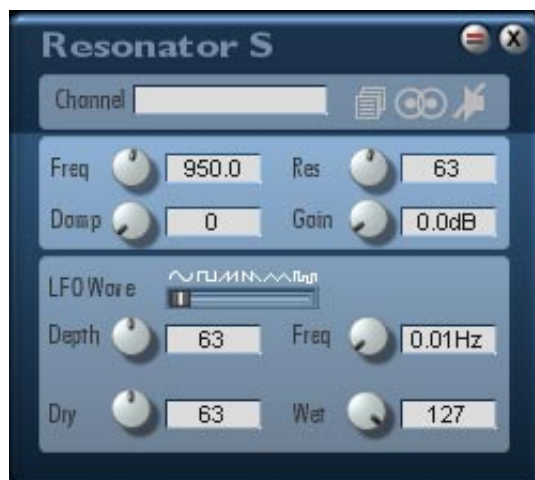 Resonator S
Channel
Freq 950.0 Res 63
Damp 0 Gain 0.0dB
LFO Wave
Depth 63 Freq 0.01Hz
Dry 63 Wet 127